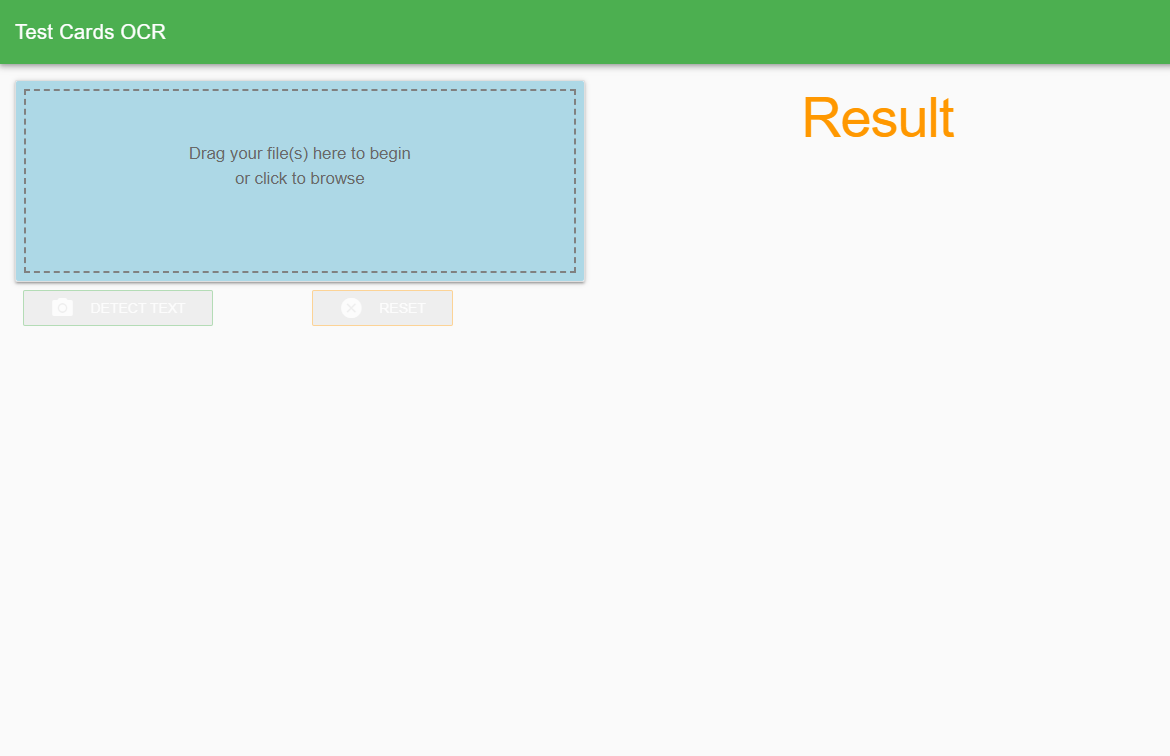 Test Cards OCR
Drag your file(s) here to begin
or click to browse
Result
DETECT TEXT
RESET